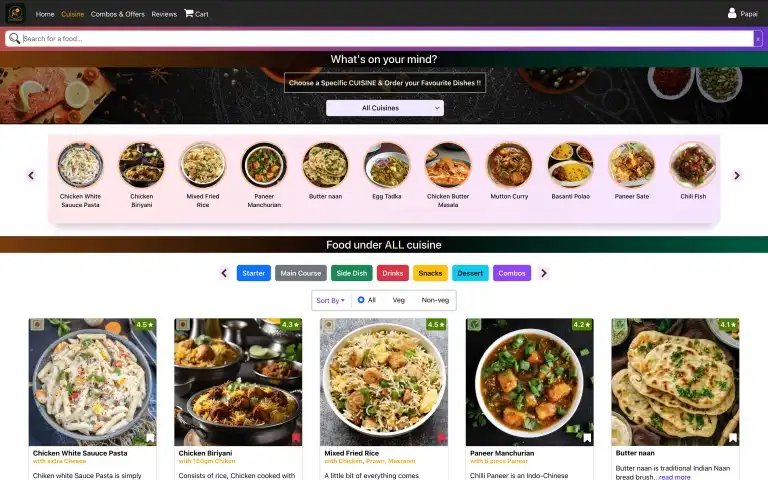 Home Cuisine Combos & Offers Reviews Cart Papai
Search for a food... x
What's on your mind?
Choose a Specific CUISINE & Order your Favourite Dishes !!
All Cuisines
Chicken White Sauuce Pasta
Chicken Biriyani
Mixed Fried Rice
Paneer Manchurian
Butter naan
Egg Tadka
Chicken Butter Masala
Mutton Curry
Basanti Polao
Paneer Sate
Chili Fish
Food under ALL cuisine
Starter Main Course Side Dish Drinks Snacks Dessert Combos
Sort By All Veg Non-veg
4.5 4.3 4.5 4.2 4.1
Chicken White Sauuce Pasta
with extra Cheese
Chiken white Sauce Pasta is simply
Chicken Biriyani
with 150gm Chiken
Consists of rice, Chicken cooked with
Mixed Fried Rice
with Chicken, Prawn,
A little bit of everything comes
Paneer Manchurian
with 6 piece Paneer
Chilli Paneer is an Indo-Chinese
Butter naan
Butter naan is traditional Indian Naan
bread brush...read more